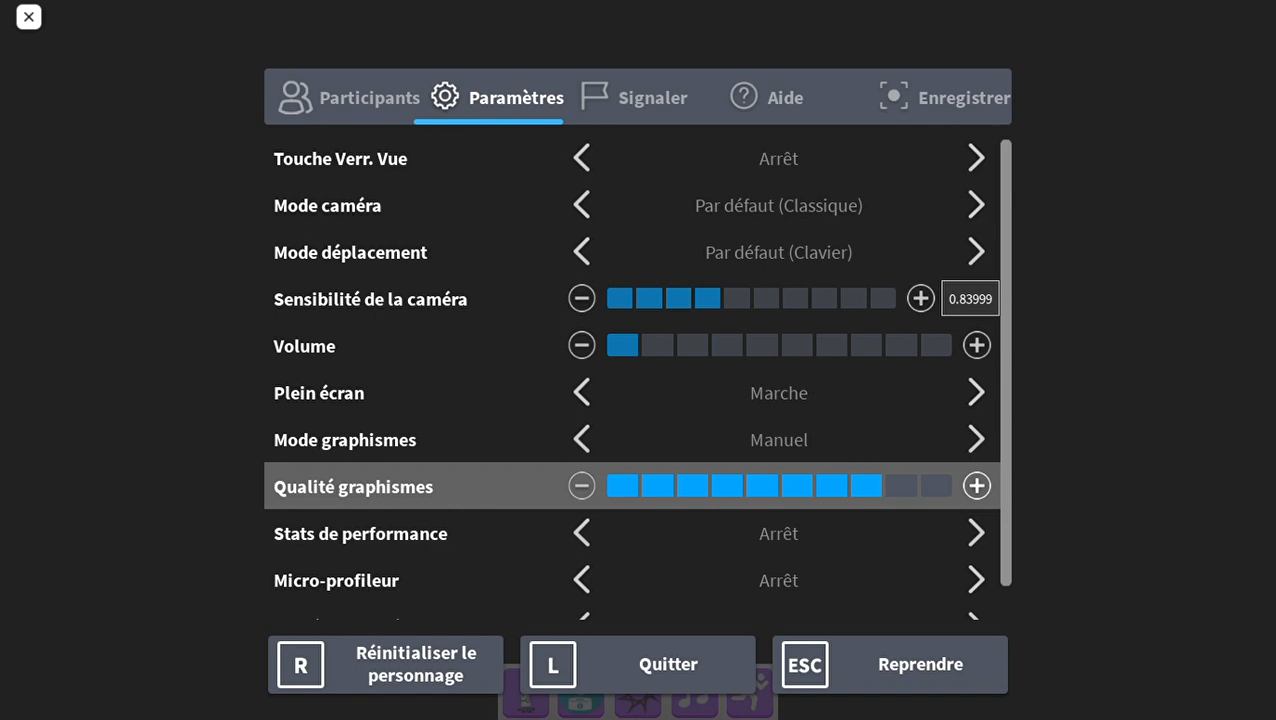 Participants Paramètres Signaler Aide Enregistrer
Touche Verr. Vue Arrêt
Mode caméra Par défaut (Classique)
Mode déplacement Par défaut (Clavier)
Sensibilité de la caméra 0.83999
Volume
Plein écran Marche
Mode graphismes Manuel
Qualité graphismes
Stats de performance Arrêt
Micro-profileur Arrêt
R Réinitialiser le personnage
L Quitter
ESC Reprendre